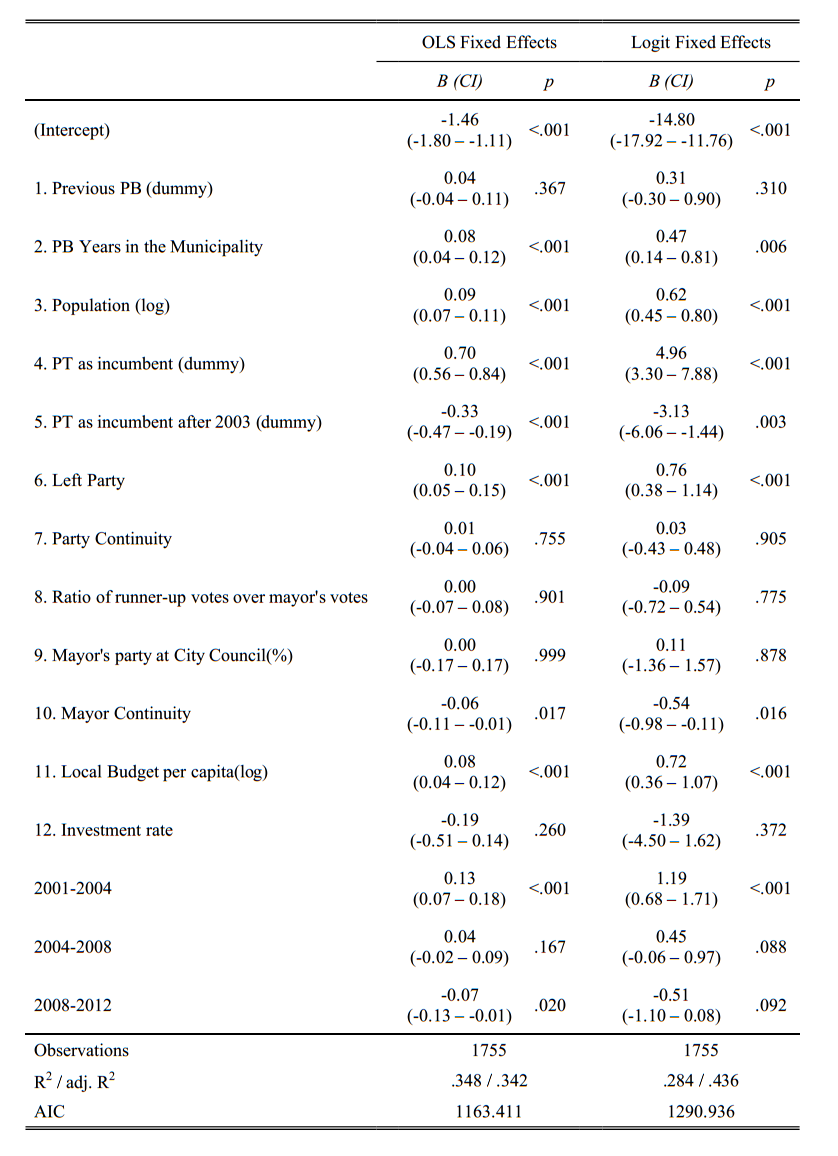 OLS Fixed Effects Logit Fixed Effects
B (CI) p B (CI) p
(Intercept) -1.46 (-1.80 – -1.11) <.001 -14.80 (-17.92 – -11.76) <.001
1. Previous PB (dummy) 0.04 (-0.04 – 0.11) .367 0.31 (-0.30 – 0.90) .310
2. PB Years in the Municipality 0.08 (0.04 – 0.12) <.001 0.47 (0.14 – 0.81) .006
3. Population (log) 0.09 (0.07 – 0.11) <.001 0.62 (0.45 – 0.80) <.001
4. PT as incumbent (dummy) 0.70 (0.56 – 0.84) <.001 4.96 (3.30 – 7.88) <.001
5. PT as incumbent after 2003 (dummy) -0.33 (-0.47 – -0.19) <.001 -3.13 (-6.06 – -1.44) .003
6. Left Party 0.10 (0.05 – 0.15) <.001 0.76 (0.38 – 1.14) <.001
7. Party Continuity 0.01 (-0.04 – 0.06) .755 0.03 (-0.43 – 0.48) .905
8. Ratio of runner-up votes over mayor's votes 0.00 (-0.07 – 0.08) .901 -0.09 (-0.72 – 0.54) .775
9. Mayor's party at City Council(%) 0.00 (-0.17 – 0.17) .999 0.11 (-1.36 – 1.57) .878
10. Mayor Continuity -0.06 (-0.11 – -0.01) .017 -0.54 (-0.98 – -0.11) .016
11. Local Budget per capita(log) 0.08 (0.04 – 0.12) <.001 0.72 (0.36 – 1.07) <.001
12. Investment rate -0.19 (-0.51 – 0.14) .260 -1.39 (-4.50 – 1.62) .372
2001-2004 0.13 (0.07 – 0.18) <.001 1.19 (0.68 – 1.71) <.001
2004-2008 0.04 (-0.02 – 0.09) .167 0.45 (-0.06 – 0.97) .088
2008-2012 -0.07 (-0.13 – -0.01) .020 -0.51 (-1.10 – 0.08) .092
Observations 1755 1755
R² / adj. R² .348 / .342 .284 / .436
AIC 1163.411 1290.936